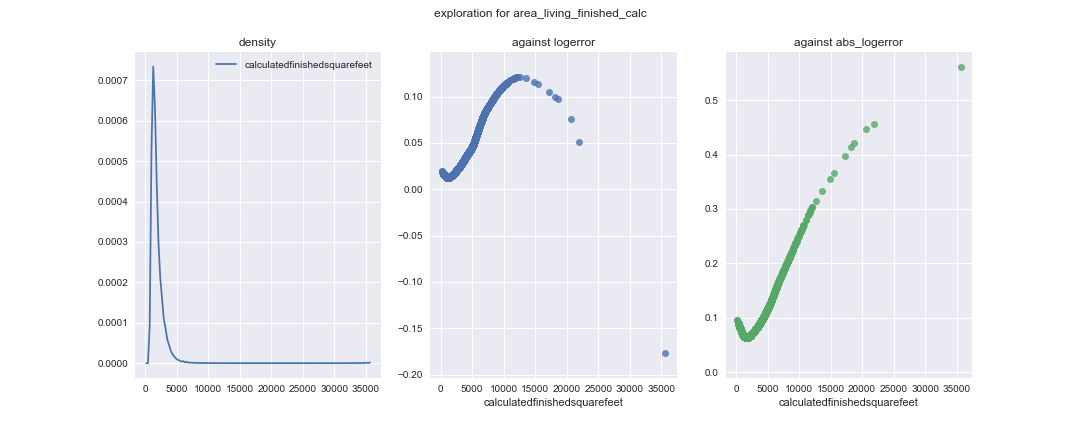 exploration for area_living_finished_calc
density
calculatedfinishedsquarefeet
0.0007
0.0006
0.0005
0.0004
0.0003
0.0002
0.0001
0.0000
0 5000 10000 15000 20000 25000 30000 35000
against logerror
0.10
0.05
0.00
−0.05
−0.10
−0.15
−0.20
0 5000 10000 15000 20000 25000 30000 35000
calculatedfinishedsquarefeet
against abs_logerror
0.5
0.4
0.3
0.2
0.1
0.0
0 5000 10000 15000 20000 25000 30000 35000
calculatedfinishedsquarefeet